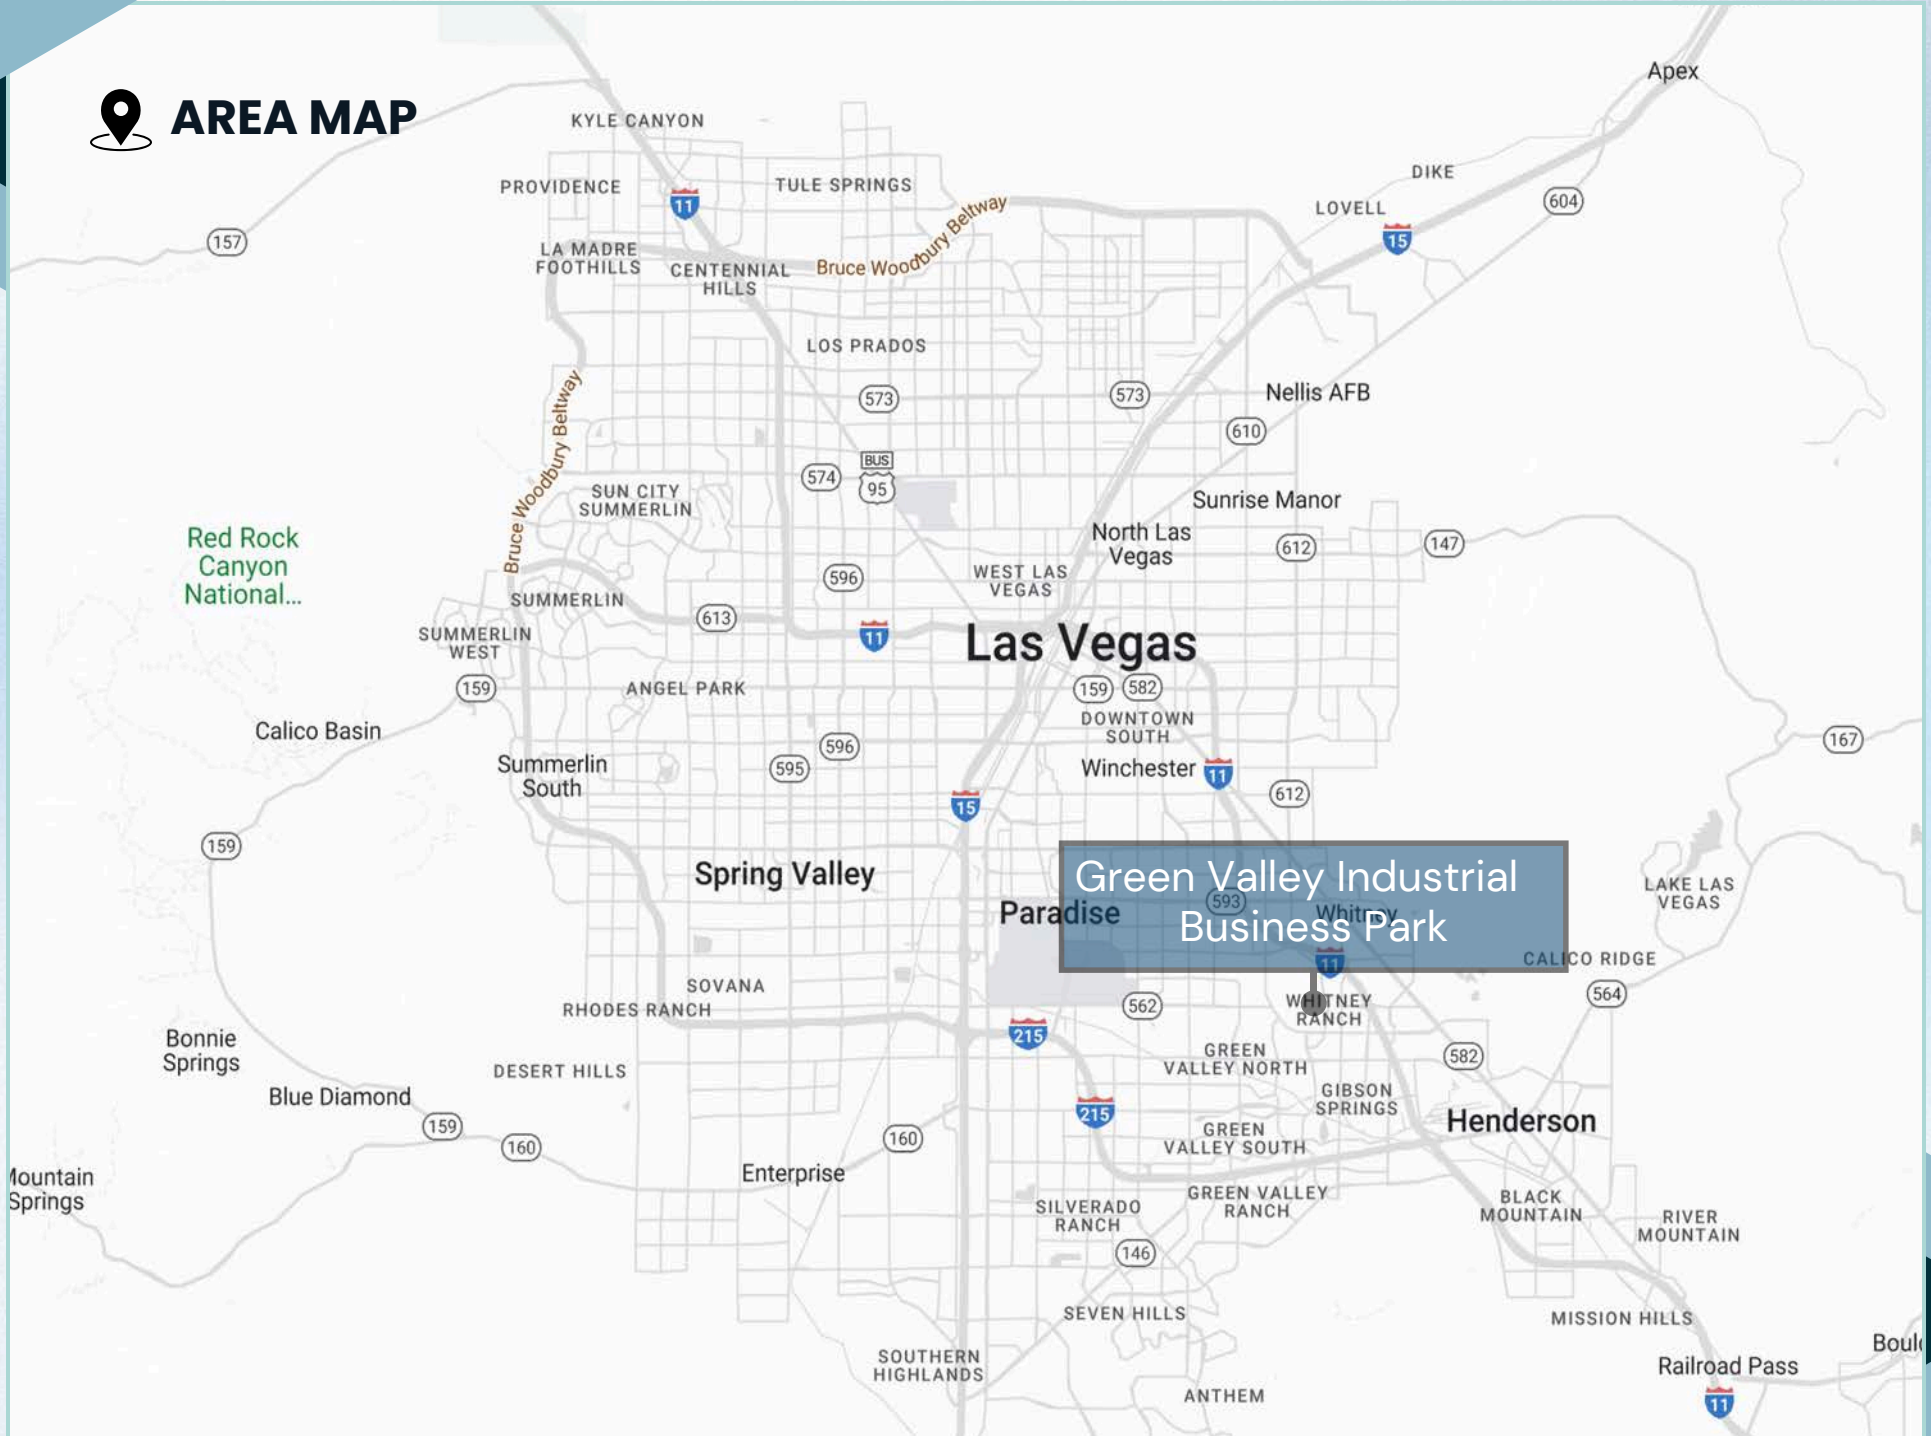 AREA MAP
Apex
KYLE CANYON
DIKE
PROVIDENCE
TULE SPRINGS
11
604
LOVELL
Bruce Woodbury Beltway
15
157
LA MADRE
FOOTHILLS
CENTENNIAL
HILLS
Bruce Woodbury Beltway
LOS PRADOS
573
573
Nellis AFB
610
BUS
95
574
SUN CITY
SUMMERLIN
Sunrise Manor
North Las
Vegas
612
147
Red Rock
Canyon
National...
596
WEST LAS
VEGAS
SUMMERLIN
613
11
Las Vegas
SUMMERLIN
WEST
159
ANGEL PARK
159
582
DOWNTOWN
SOUTH
Calico Basin
596
167
Summerlin
South
595
Winchester
11
612
15
159
Spring Valley
Green Valley Industrial
Business Park
593
Whitney
Paradise
LAKE LAS
VEGAS
11
CALICO RIDGE
SOVANA
564
RHODES RANCH
562
WHITNEY
RANCH
215
Bonnie
Springs
GREEN
VALLEY NORTH
582
DESERT HILLS
Blue Diamond
GIBSON
SPRINGS
215
Henderson
159
160
160
GREEN
VALLEY SOUTH
Enterprise
Mountain
Springs
GREEN VALLEY
RANCH
SILVERADO
RANCH
BLACK
MOUNTAIN
RIVER
MOUNTAIN
146
SEVEN HILLS
MISSION HILLS
SOUTHERN
HIGHLANDS
Railroad Pass
ANTHEM
11